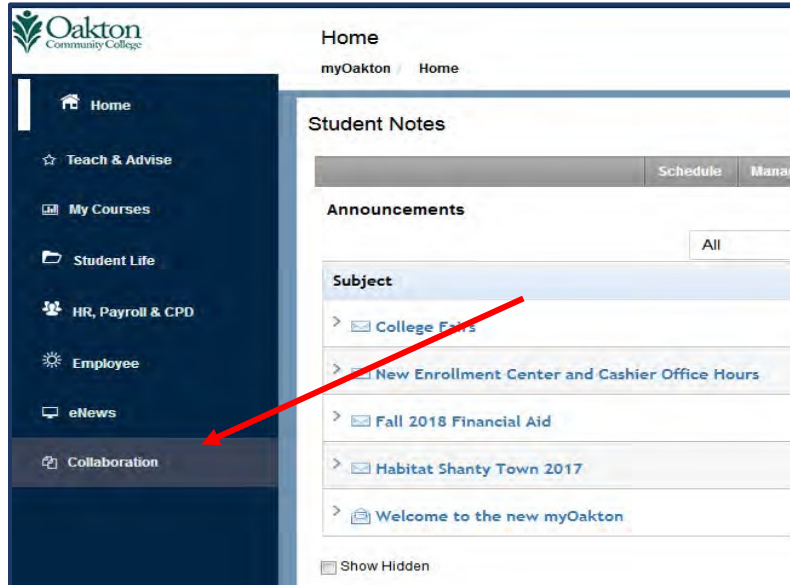 Oakton
Community College
Home
myOakton / Home
Home
Teach & Advise
My Courses
Student Life
HR, Payroll & CPD
Employee
eNews
Collaboration
Student Notes
Schedule
Announcements
All
Subject
College Fairs
New Enrollment Center and Cashier Office Hours
Fall 2018 Financial Aid
Habitat Shanty Town 2017
Welcome to the new myOakton
Show Hidden